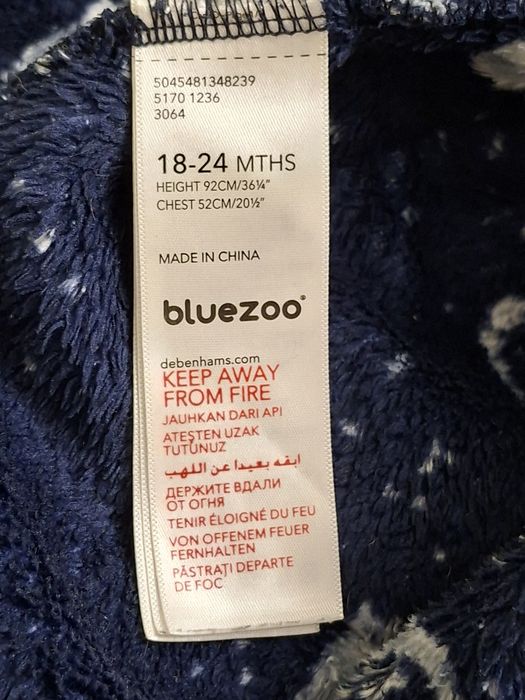 5045481348239
5170 1236
3064
18-24 MTHS
HEIGHT 92CM/36¼"
CHEST 52CM/20½"
MADE IN CHINA
bluezoo®
debenhams.com
KEEP AWAY
FROM FIRE
JAUHKAN DARI API
ATEŞTEN UZAK
TUTUNUZ
ابقه بعيدا عن اللهب
ДЕРЖИТЕ ВДАЛИ
ОТ ОГНЯ
TENIR ÉLOIGNÉ DU FEU
VON OFFENEM FEUER
FERNHALTEN
PĂSTRAŢI DEPARTE
DE FOC